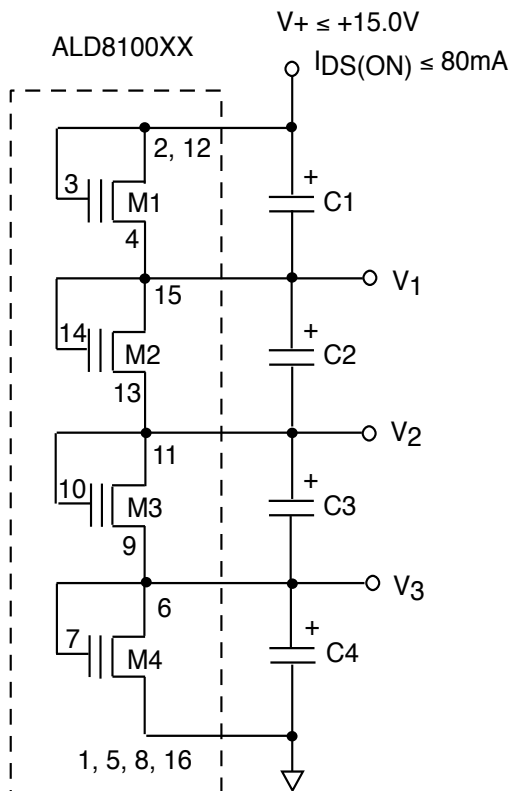 V+ ≤ +15.0V
ALD8100XX
IDS(ON) ≤ 80mA
2, 12
3
M1
+
C1
4
15
V1
14
M2
+
C2
13
11
V2
10
M3
+
C3
9
6
V3
7
M4
+
C4
1, 5, 8, 16